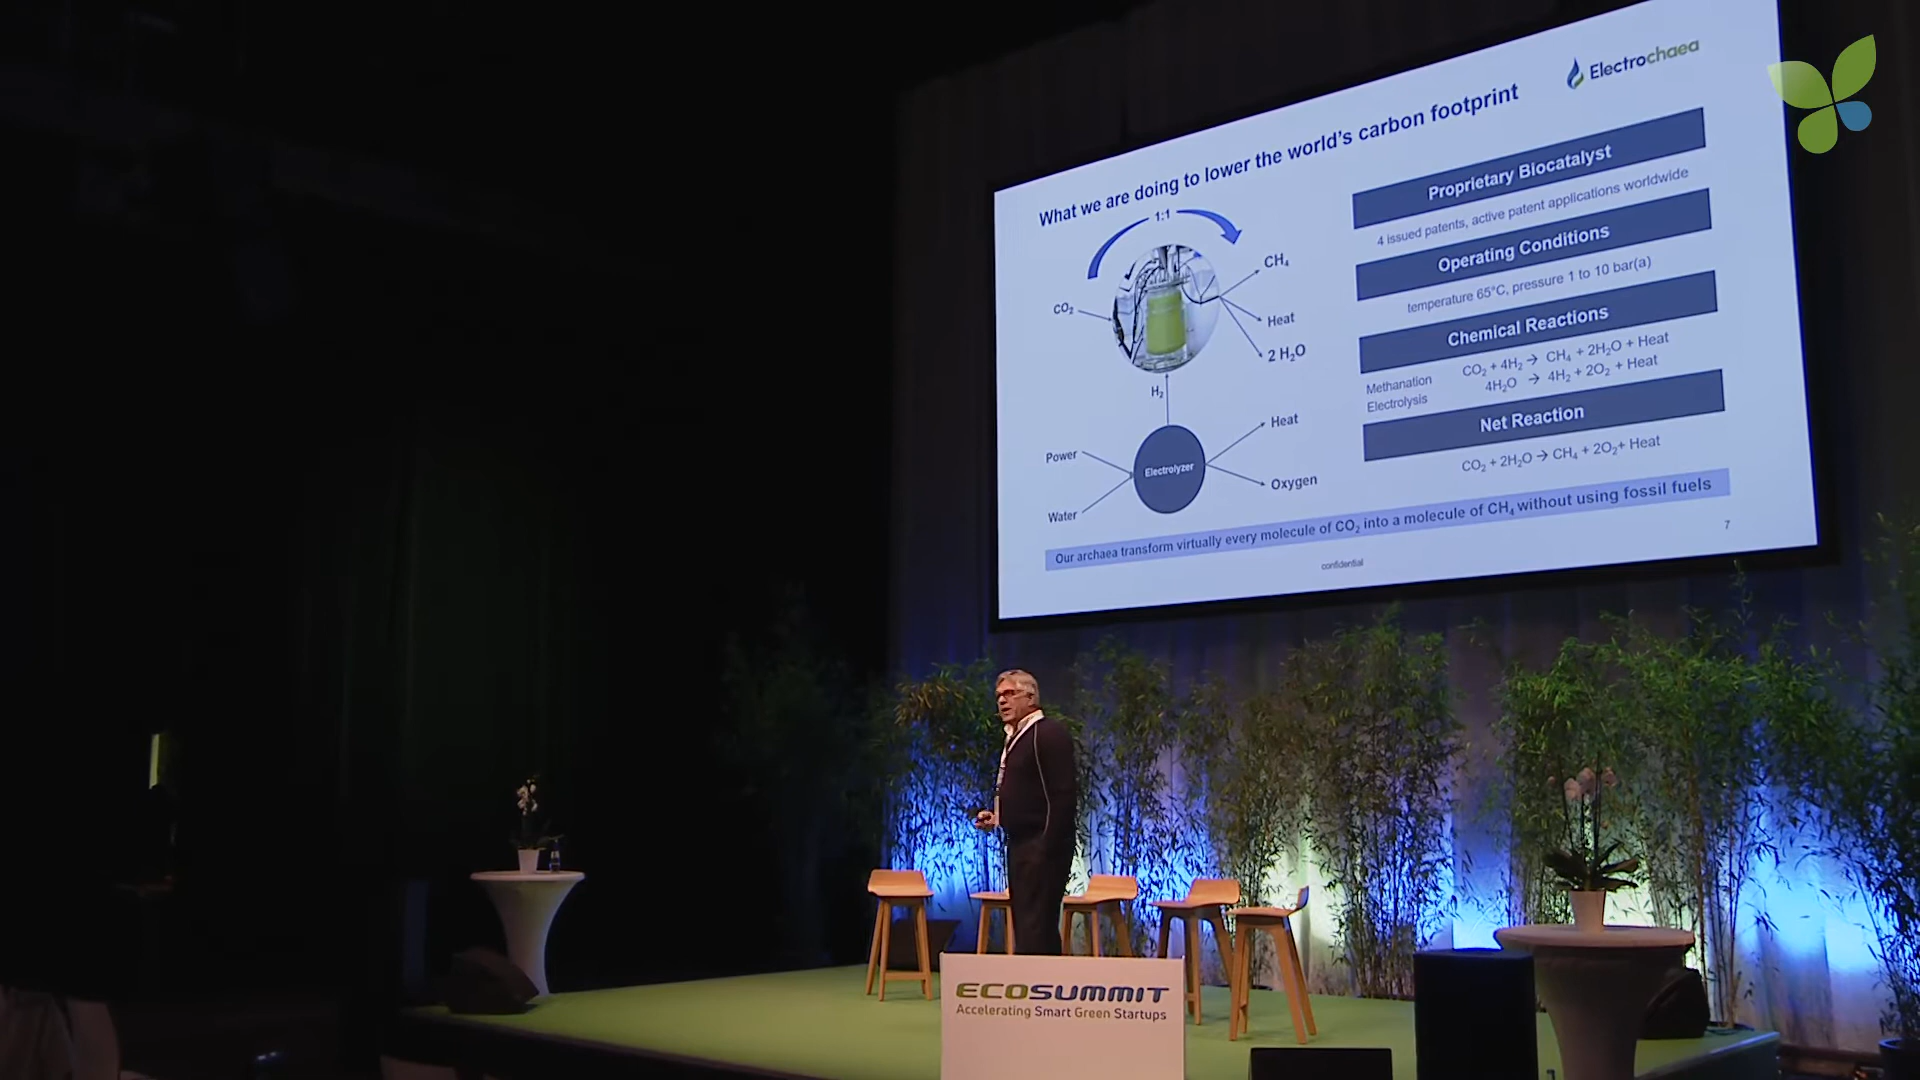 Electrochaea
What we are doing to lower the world's carbon footprint
1:1
CO₂
CH₄
Heat
2 H₂O
H₂
Power
Water
Electrolyzer
Heat
Oxygen
Proprietary Biocatalyst
4 issued patents, active patent applications worldwide
Operating Conditions
temperature 65°C, pressure 1 to 10 bar(a)
Chemical Reactions
Methanation CO₂ + 4H₂ → CH₄ + 2H₂O + Heat
Electrolysis 4H₂O → 4H₂ + 2O₂ + Heat
Net Reaction
CO₂ + 2H₂O → CH₄ + 2O₂+ Heat
Our archaea transform virtually every molecule of CO₂ into a molecule of CH₄ without using fossil fuels
7
confidential
ECOSUMMIT
Accelerating Smart Green Startups